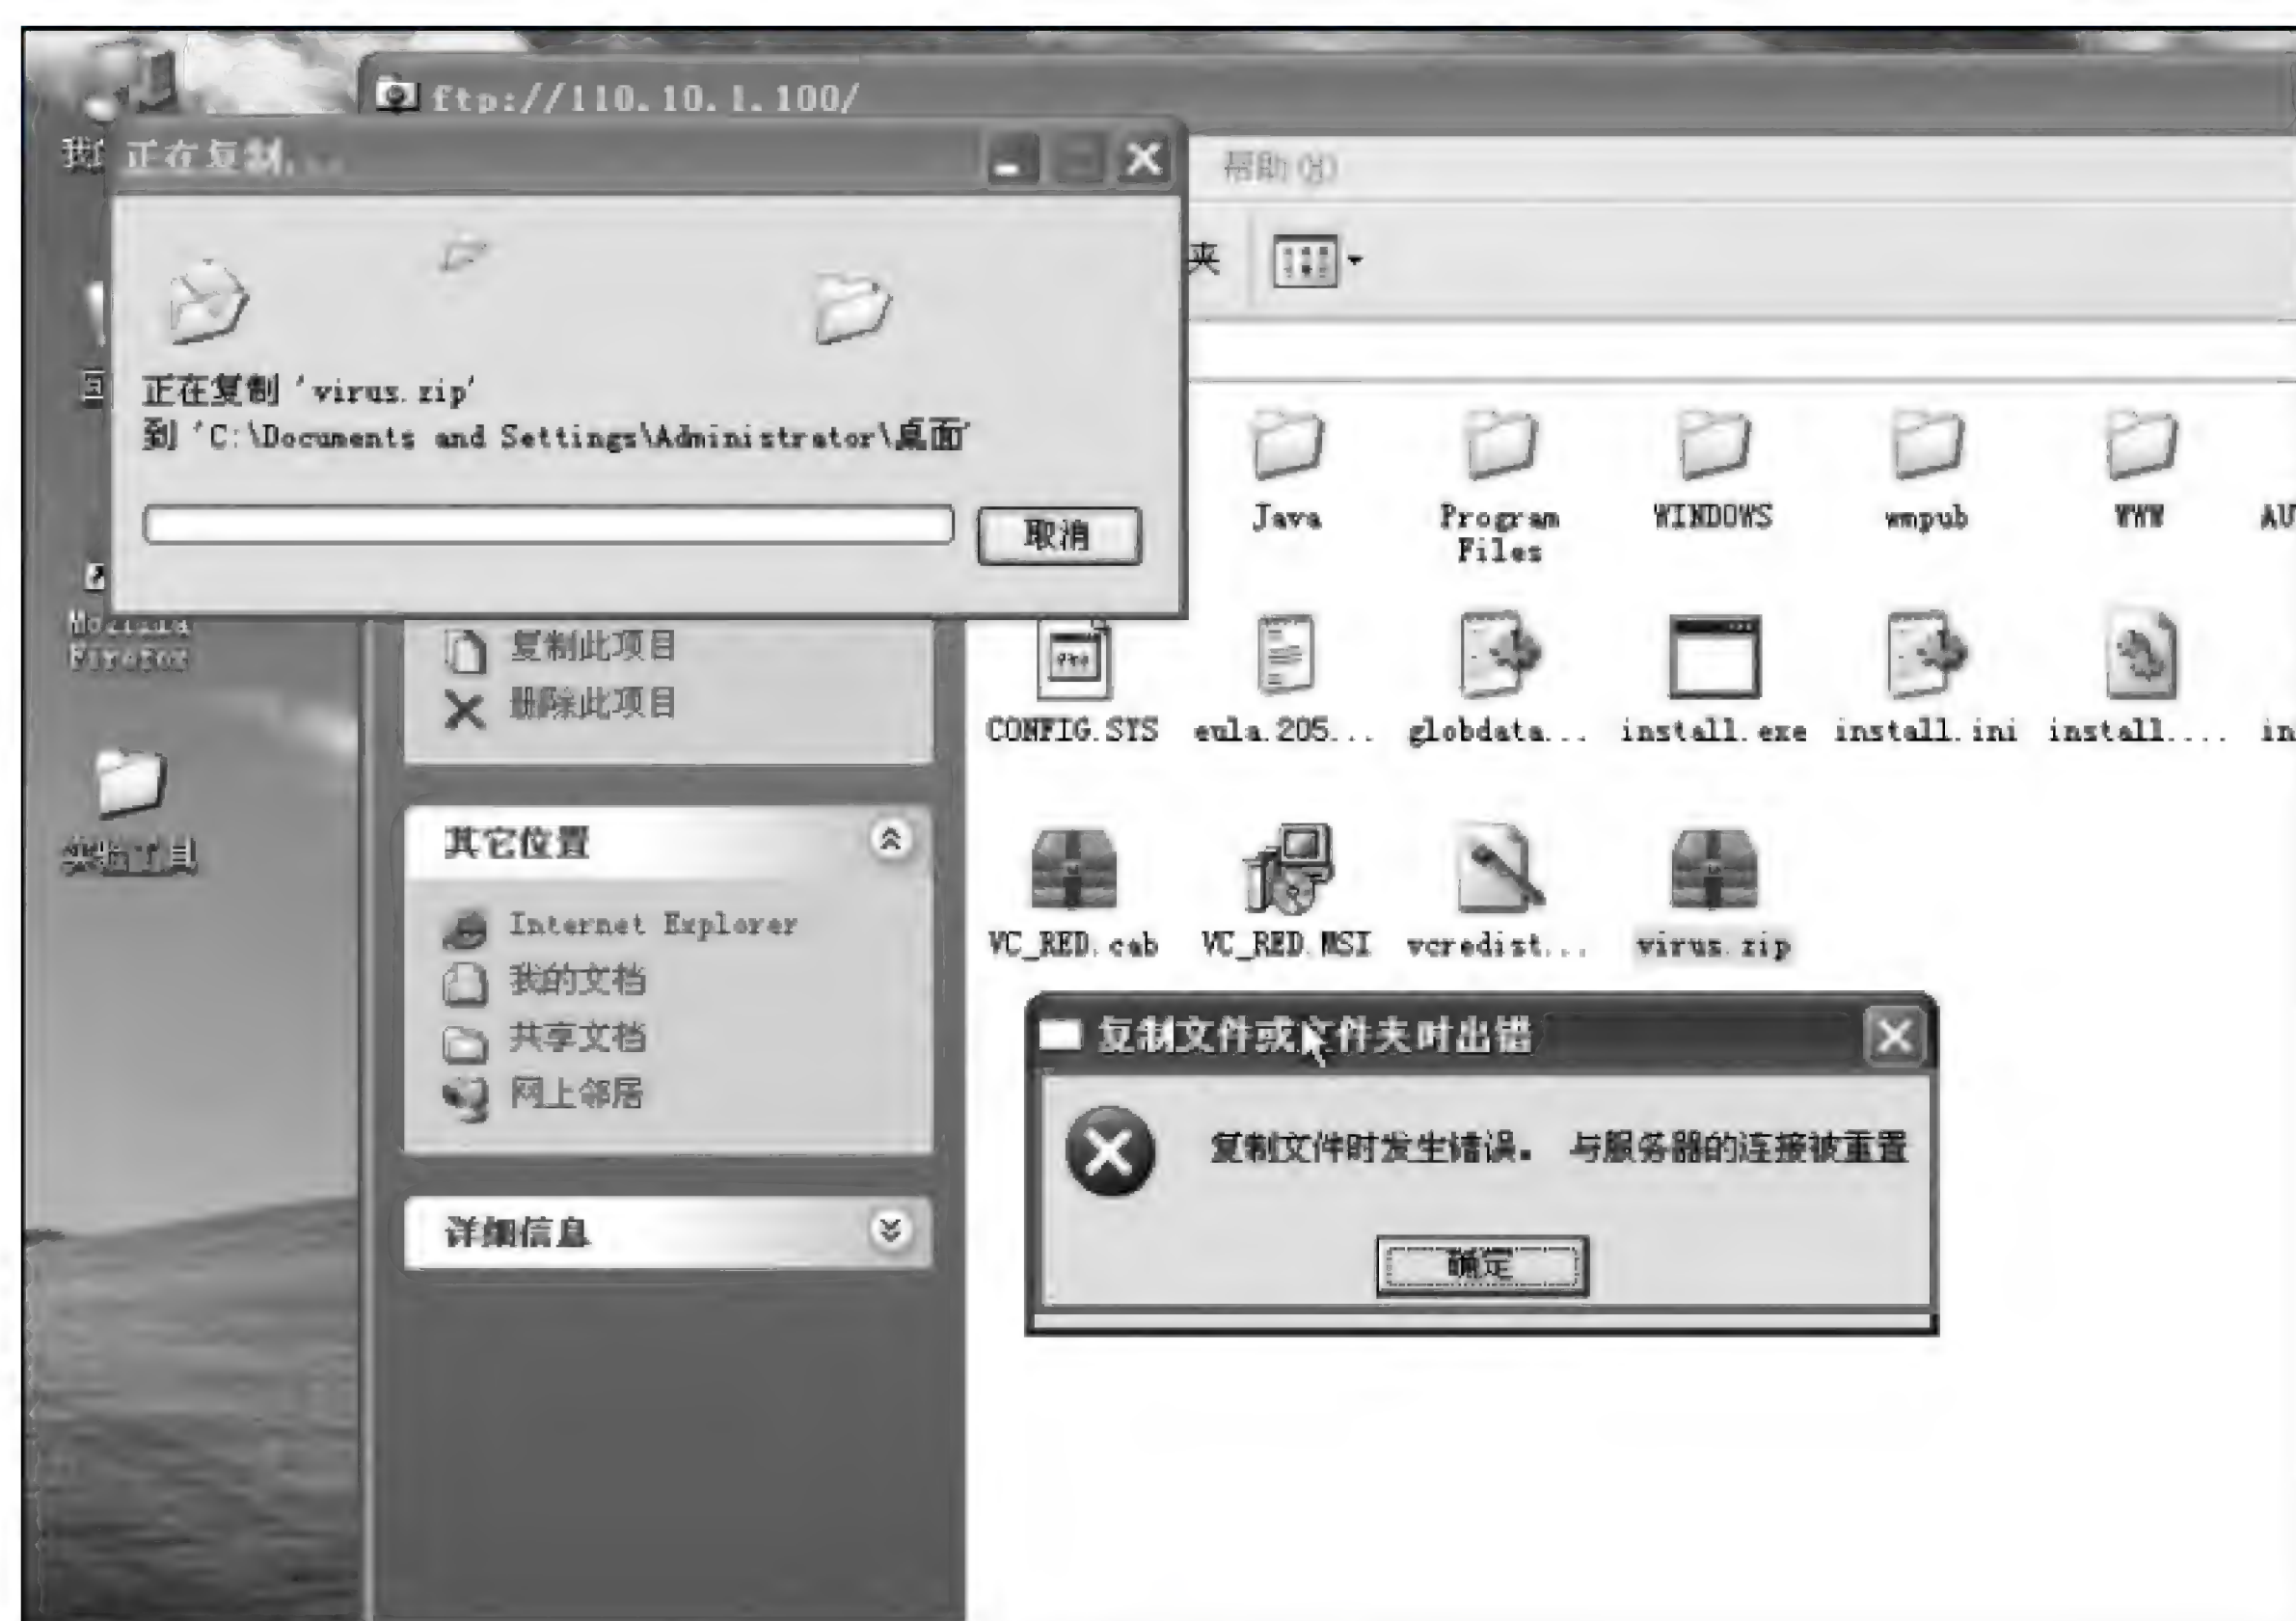 ftp://110.10.1.100/
正在复制...
帮助(H)
夹
正在复制 'virus.zip'
到 'C:\Documents and Settings\Administrator\桌面'
取消
Java
Program Files
WINDOWS
wmpub
WWW
AU
Mozilla Firefox
复制此项目
删除此项目
CONFIG.SYS
eula.205...
globdata...
install.exe
install.ini
install....
in
实验工具
其它位置
Internet Explorer
我的文档
共享文档
网上邻居
VC_RED.cab
VC_RED.MSI
vcredist...
virus.zip
复制文件或文件夹时出错
复制文件时发生错误。 与服务器的连接被重置
确定
详细信息